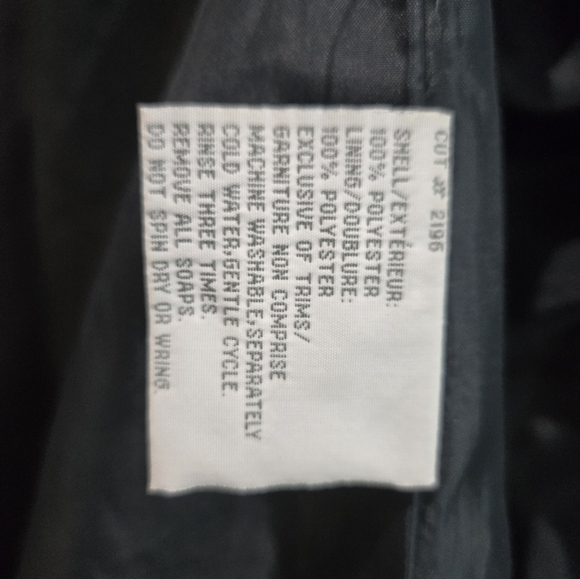 CUT # 2196
SHELL/EXTÉRIEUR:
100% POLYESTER
LINING/DOUBLURE:
100% POLYESTER
EXCLUSIVE OF TRIMS/
GARNITURE NON COMPRISE
MACHINE WASHABLE,SEPARATELY
COLD WATER,GENTLE CYCLE.
RINSE THREE TIMES.
REMOVE ALL SOAPS.
DO NOT SPIN DRY OR WRING.